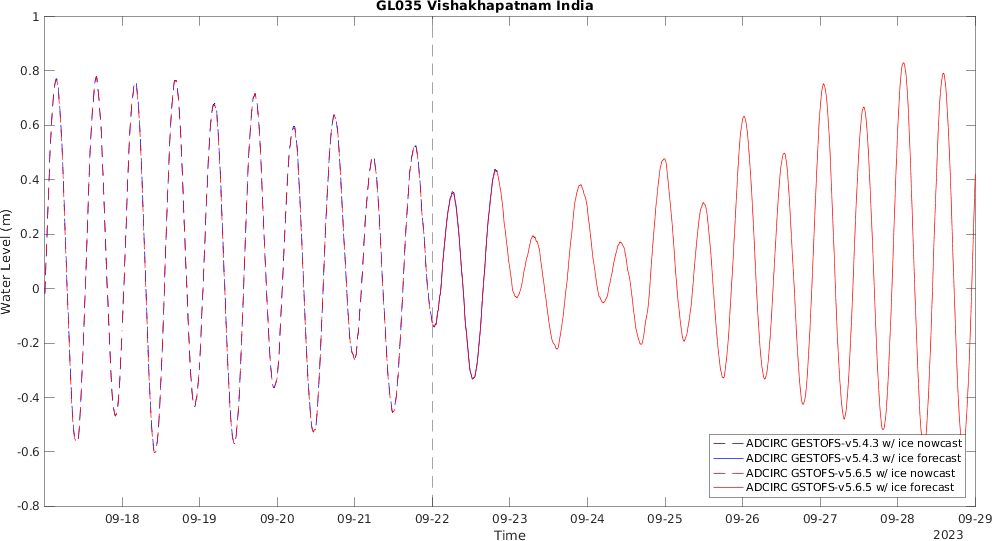 GL035 Vishakhapatnam India
1
0.8
0.6
0.4
0.2
0
-0.2
-0.4
-0.6
-0.8
Water Level (m)
09-18 09-19 09-20 09-21 09-22 09-23 09-24 09-25 09-26 09-27 09-28 09-29
Time
2023
ADCIRC GESTOFS-v5.4.3 w/ ice nowcast
ADCIRC GESTOFS-v5.4.3 w/ ice forecast
ADCIRC GSTOFS-v5.6.5 w/ ice nowcast
ADCIRC GSTOFS-v5.6.5 w/ ice forecast